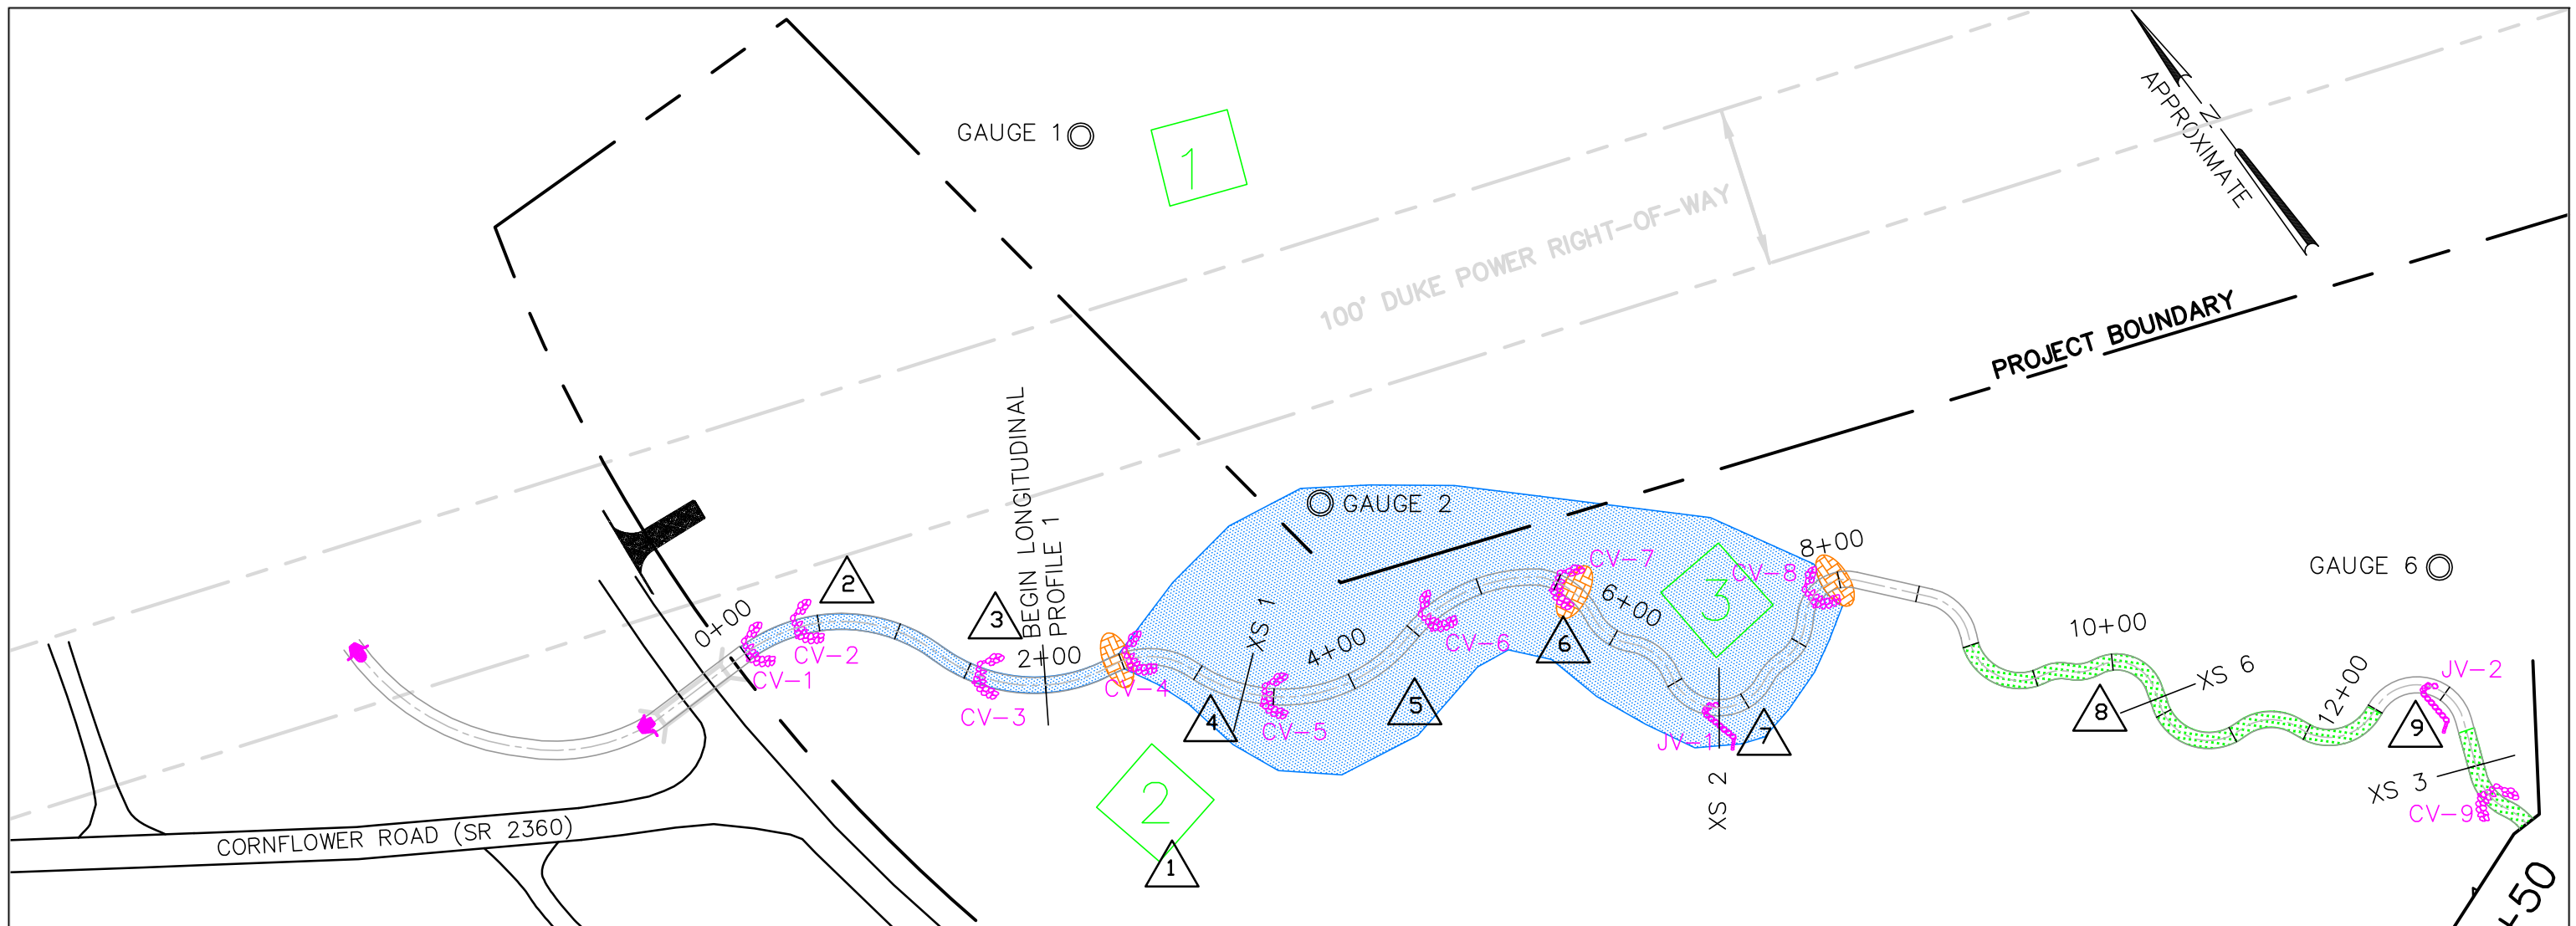 GAUGE 1
1
N
APPROXIMATE
100' DUKE POWER RIGHT-OF-WAY
PROJECT BOUNDARY
BEGIN LONGITUDINAL
PROFILE 1
GAUGE 2
GAUGE 6
0+00
2+00
4+00
6+00
8+00
10+00
12+00
CV-1
CV-2
CV-3
CV-4
CV-5
CV-6
CV-7
CV-8
CV-9
JV-1
JV-2
XS 1
XS 2
XS 6
XS 3
2
3
4
5
6
7
8
9
3
2
1
CORNFLOWER ROAD (SR 2360)
+50